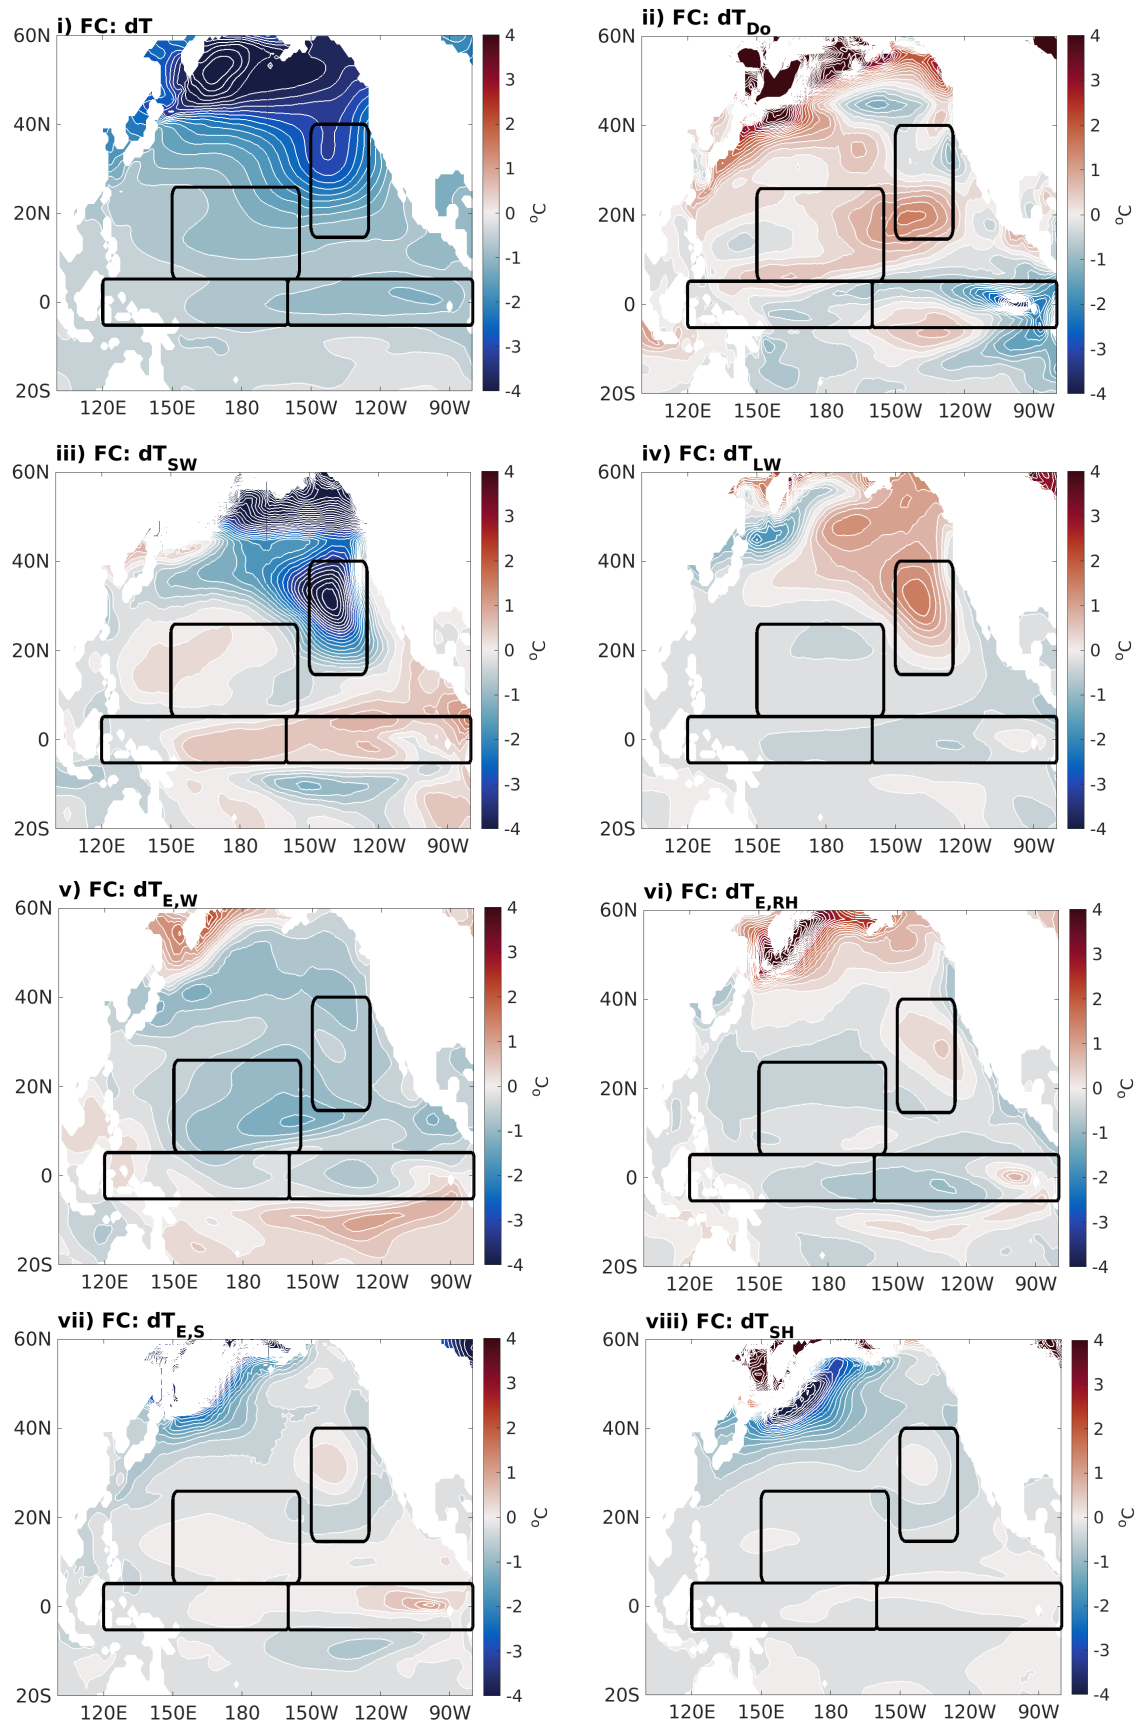 i) FC: dT
60N
40N
20N
0
20S
120E 150E 180 150W 120W 90W
4
3
2
1
0
-1
-2
-3
-4
°C
ii) FC: dT_Do
60N
40N
20N
0
20S
120E 150E 180 150W 120W 90W
4
3
2
1
0
-1
-2
-3
-4
°C
iii) FC: dT_SW
60N
40N
20N
0
20S
120E 150E 180 150W 120W 90W
4
3
2
1
0
-1
-2
-3
-4
°C
iv) FC: dT_LW
60N
40N
20N
0
20S
120E 150E 180 150W 120W 90W
4
3
2
1
0
-1
-2
-3
-4
°C
v) FC: dT_E,W
60N
40N
20N
0
20S
120E 150E 180 150W 120W 90W
4
3
2
1
0
-1
-2
-3
-4
°C
vi) FC: dT_E,RH
60N
40N
20N
0
20S
120E 150E 180 150W 120W 90W
4
3
2
1
0
-1
-2
-3
-4
°C
vii) FC: dT_E,S
60N
40N
20N
0
20S
120E 150E 180 150W 120W 90W
4
3
2
1
0
-1
-2
-3
-4
°C
viii) FC: dT_SH
60N
40N
20N
0
20S
120E 150E 180 150W 120W 90W
4
3
2
1
0
-1
-2
-3
-4
°C